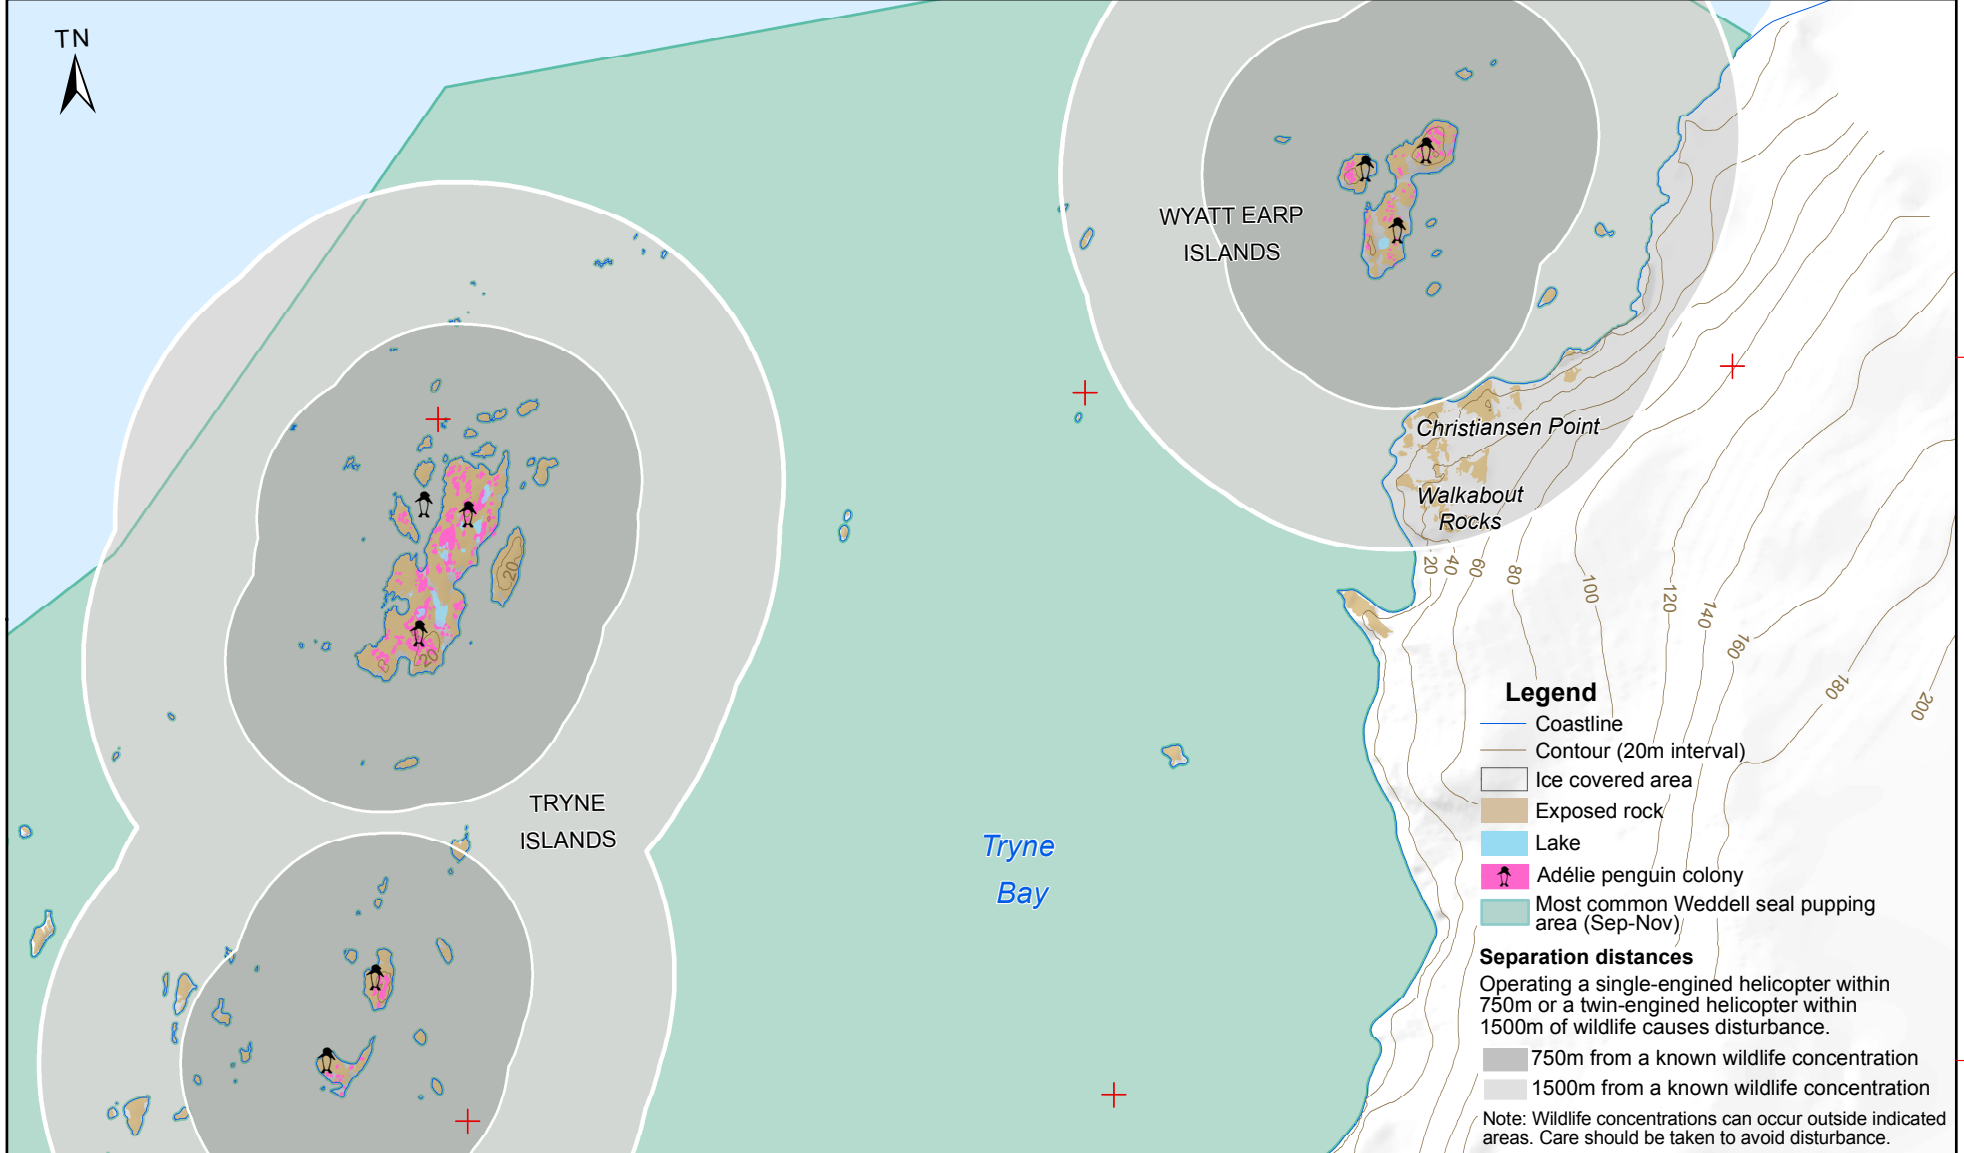 TN
WYATT EARP
ISLANDS
Christiansen Point
Walkabout
Rocks
20
20
20
40
60
80
100
120
140
160
180
200
TRYNE
ISLANDS
Tryne
Bay
Legend
Coastline
Contour (20m interval)
Ice covered area
Exposed rock
Lake
Adélie penguin colony
Most common Weddell seal pupping
area (Sep-Nov)
Separation distances
Operating a single-engined helicopter within
750m or a twin-engined helicopter within
1500m of wildlife causes disturbance.
750m from a known wildlife concentration
1500m from a known wildlife concentration
Note: Wildlife concentrations can occur outside indicated
areas. Care should be taken to avoid disturbance.